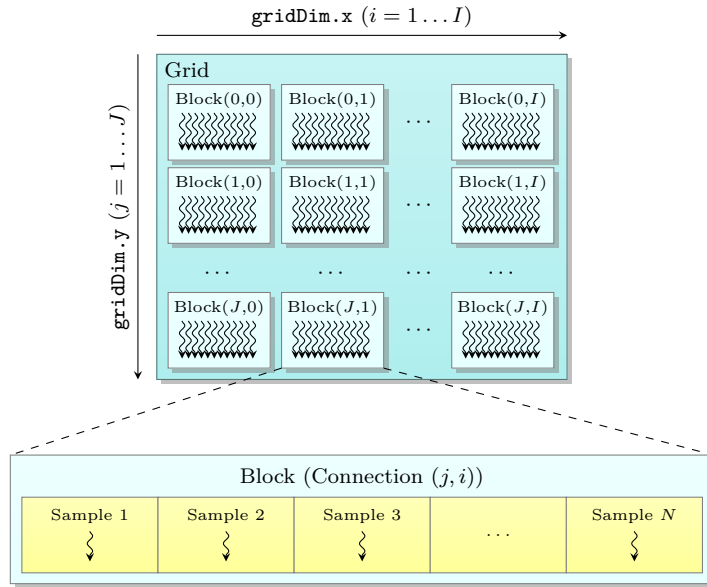 gridDim.x (i = 1 . . . I)
gridDim.y (j = 1 . . . J)
Grid
Block(0,0) Block(0,1) . . . Block(0,I)
Block(1,0) Block(1,1) . . . Block(1,I)
. . . . . . . . . . . .
Block(J,0) Block(J,1) . . . Block(J,I)
Block (Connection (j, i))
Sample 1 Sample 2 Sample 3 . . . Sample N